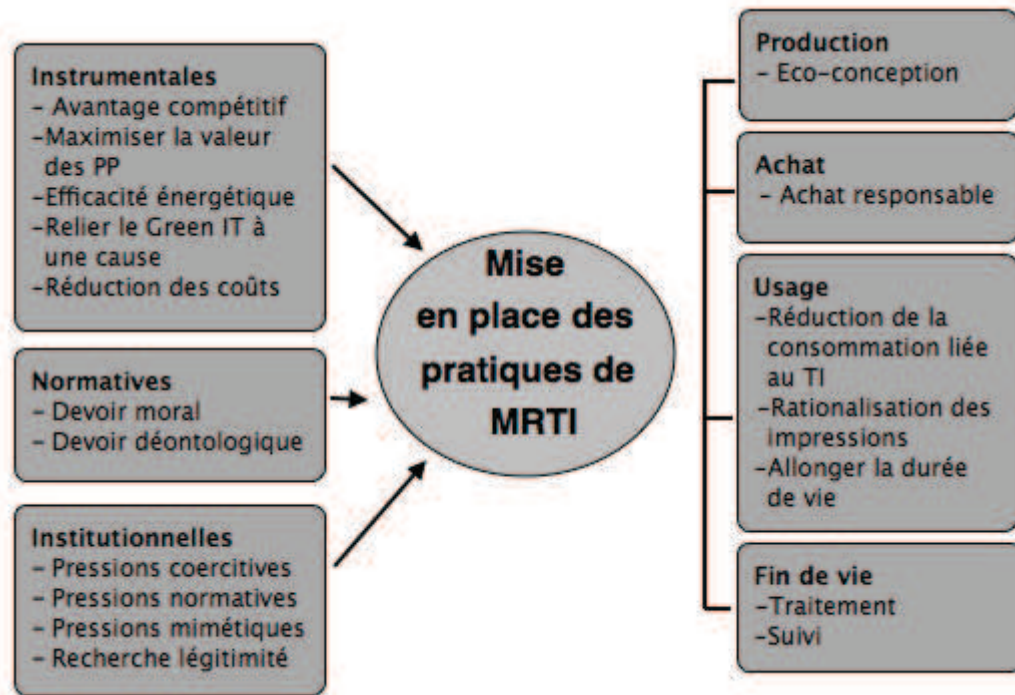 Instrumentales
- Avantage compétitif
-Maximiser la valeur
des PP
-Efficacité énergétique
-Relier le Green IT à
une cause
-Réduction des coûts
Normatives
- Devoir moral
- Devoir déontologique
Institutionnelles
- Pressions coercitives
- Pressions normatives
- Pressions mimétiques
- Recherche légitimité
Mise
en place des
pratiques de
MRTI
Production
- Eco-conception
Achat
- Achat responsable
Usage
-Réduction de la
consommation liée
au TI
-Rationalisation des
impressions
-Allonger la durée
de vie
Fin de vie
-Traitement
-Suivi